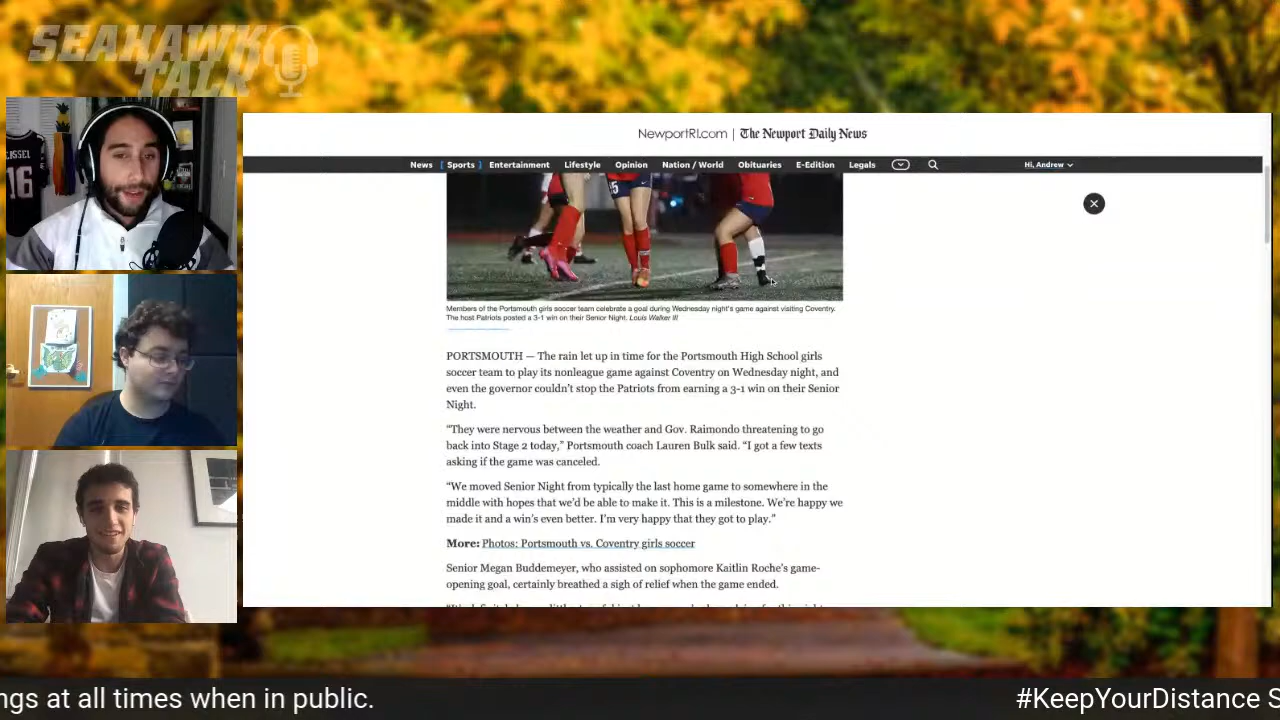 SEAHAWK
TALK
NewportRI.com | The Newport Daily News
News [ Sports ] Entertainment Lifestyle Opinion Nation / World Obituaries E-Edition Legals Hi, Andrew
16
Members of the Portsmouth girls soccer team celebrate a goal during Wednesday night's game against visiting Coventry.
The host Patriots posted a 3-1 win on their Senior Night. Louis Walker III
PORTSMOUTH — The rain let up in time for the Portsmouth High School girls
soccer team to play its nonleague game against Coventry on Wednesday night, and
even the governor couldn't stop the Patriots from earning a 3-1 win on their Senior
Night.
“They were nervous between the weather and Gov. Raimondo threatening to go
back into Stage 2 today,” Portsmouth coach Lauren Bulk said. “I got a few texts
asking if the game was canceled.
“We moved Senior Night from typically the last home game to somewhere in the
middle with hopes that we'd be able to make it. This is a milestone. We're happy we
made it and a win's even better. I'm very happy that they got to play.”
More: Photos: Portsmouth vs. Coventry girls soccer
Senior Megan Buddemeyer, who assisted on sophomore Kaitlin Roche's game-
opening goal, certainly breathed a sigh of relief when the game ended.
ngs at all times when in public. #KeepYourDistance S